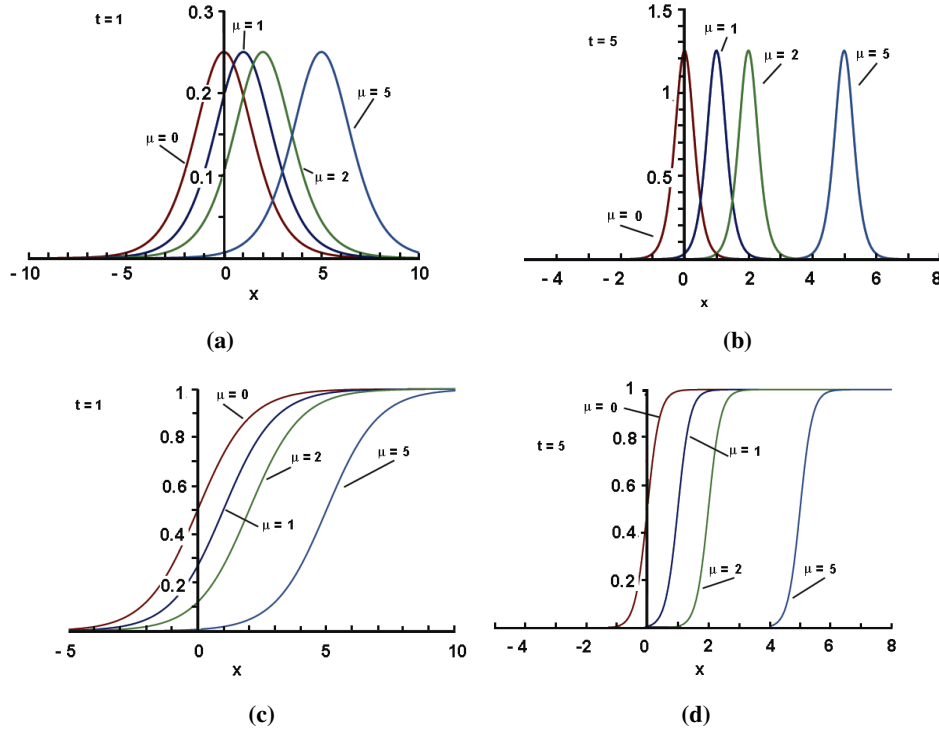 t = 1
0.3
0.2
0.1
μ = 1
μ = 5
μ = 0
μ = 2
- 10
- 5
0
5
10
x
(a)
t = 5
1.5
1.
0.5
μ = 1
μ = 2
μ = 5
μ = 0
- 4
- 2
0
2
4
6
8
x
(b)
t = 1
1.
0.8
0.6
0.4
0.2
μ = 0
μ = 2
μ = 5
μ = 1
- 5
0
5
10
x
(c)
t = 5
1
0.8
0.6
0.4
0.2
μ = 0
μ = 1
μ = 2
μ = 5
- 4
- 2
0
2
4
6
8
x
(d)